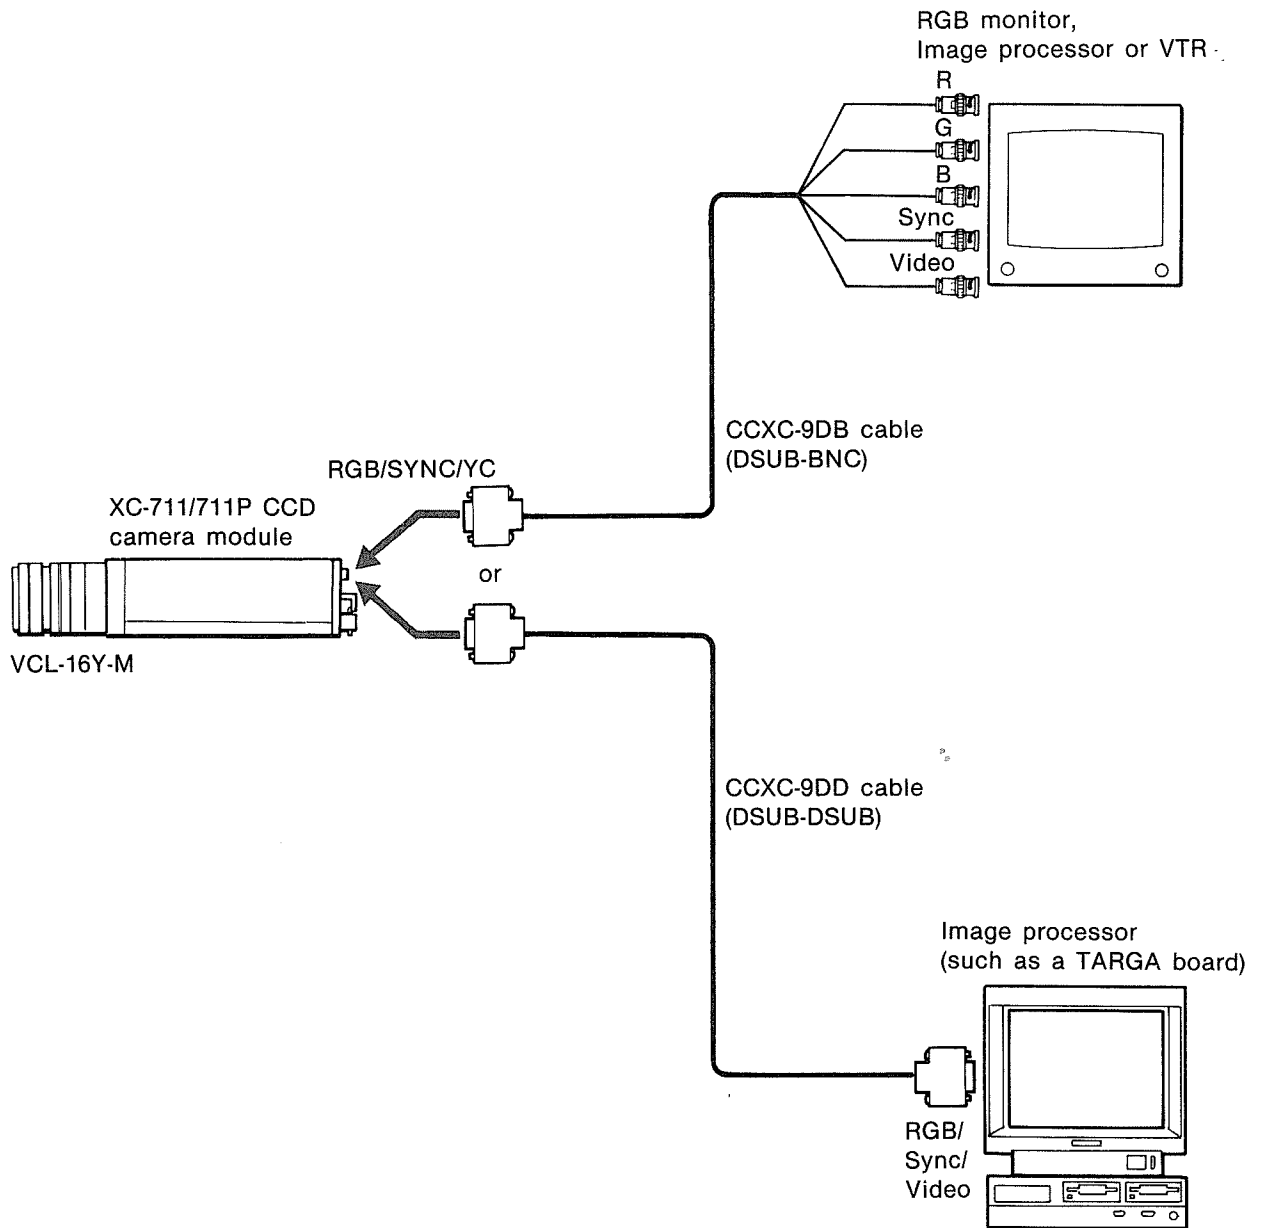 RGB monitor,
Image processor or VTR
R
G
B
Sync
Video
CCXC-9DB cable
(DSUB-BNC)
RGB/SYNC/YC
XC-711/711P CCD
camera module
or
VCL-16Y-M
CCXC-9DD cable
(DSUB-DSUB)
Image processor
(such as a TARGA board)
RGB/
Sync/
Video